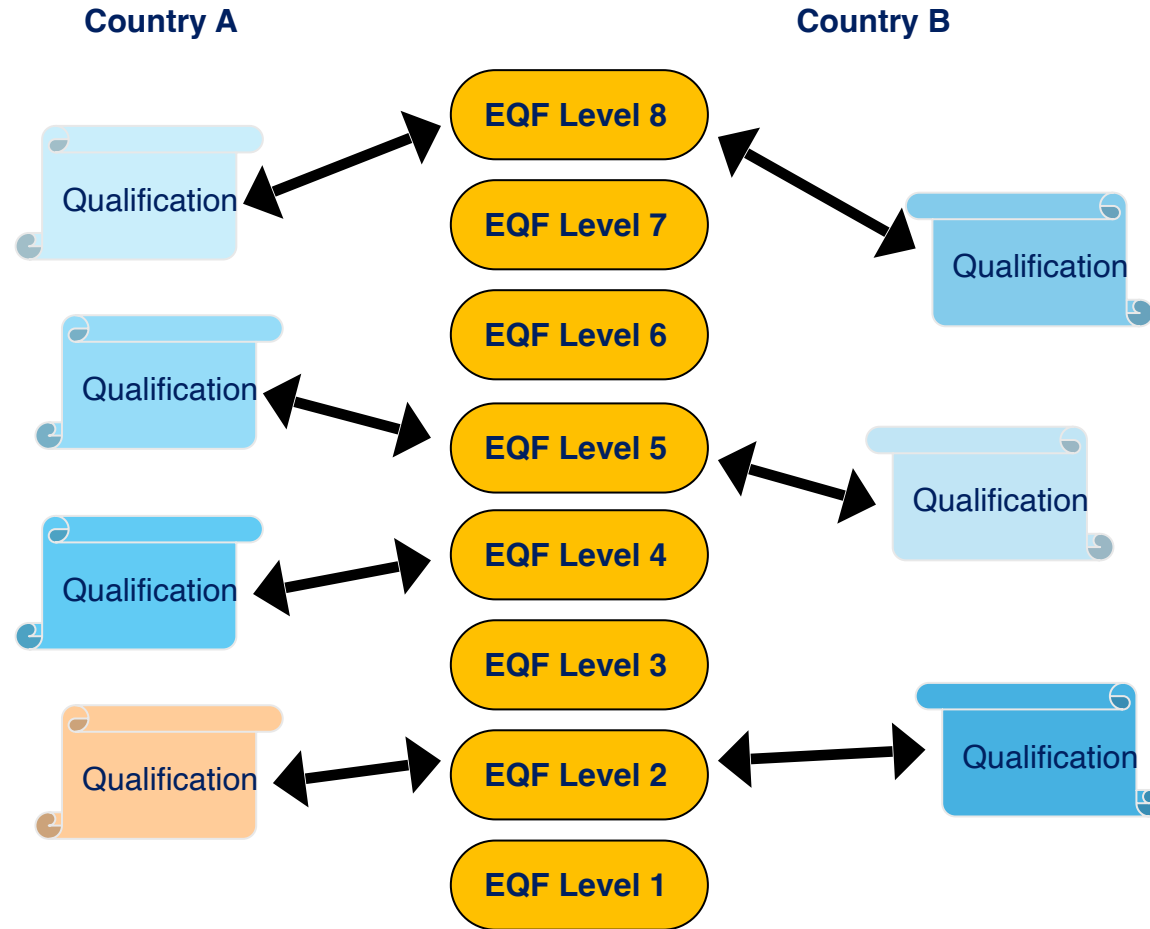 Country A
Country B
EQF Level 8
Qualification
EQF Level 7
Qualification
EQF Level 6
Qualification
EQF Level 5
Qualification
EQF Level 4
Qualification
EQF Level 3
Qualification
EQF Level 2
Qualification
EQF Level 1